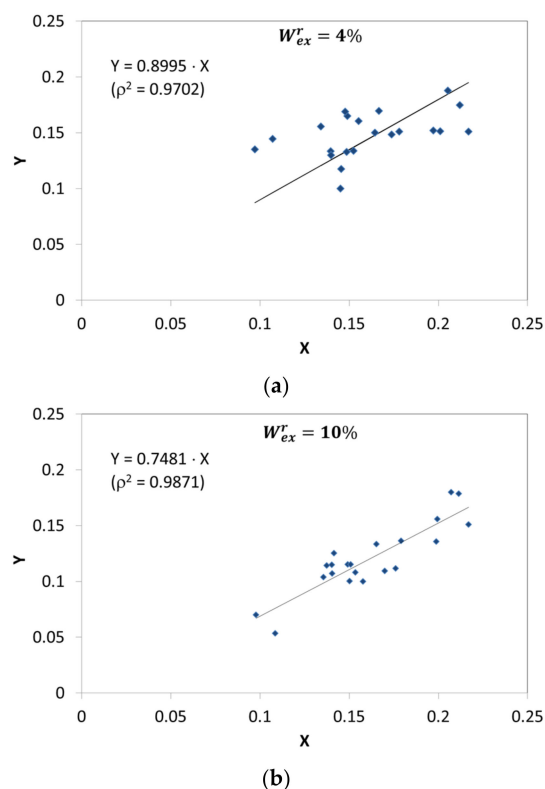 0.25
W^r_ex = 4%
Y = 0.8995 · X
(ρ² = 0.9702)
0.2
0.15
Y
0.1
0.05
0
0 0.05 0.1 0.15 0.2 0.25
X
(a)
0.25
W^r_ex = 10%
Y = 0.7481 · X
(ρ² = 0.9871)
0.2
0.15
Y
0.1
0.05
0
0 0.05 0.1 0.15 0.2 0.25
X
(b)